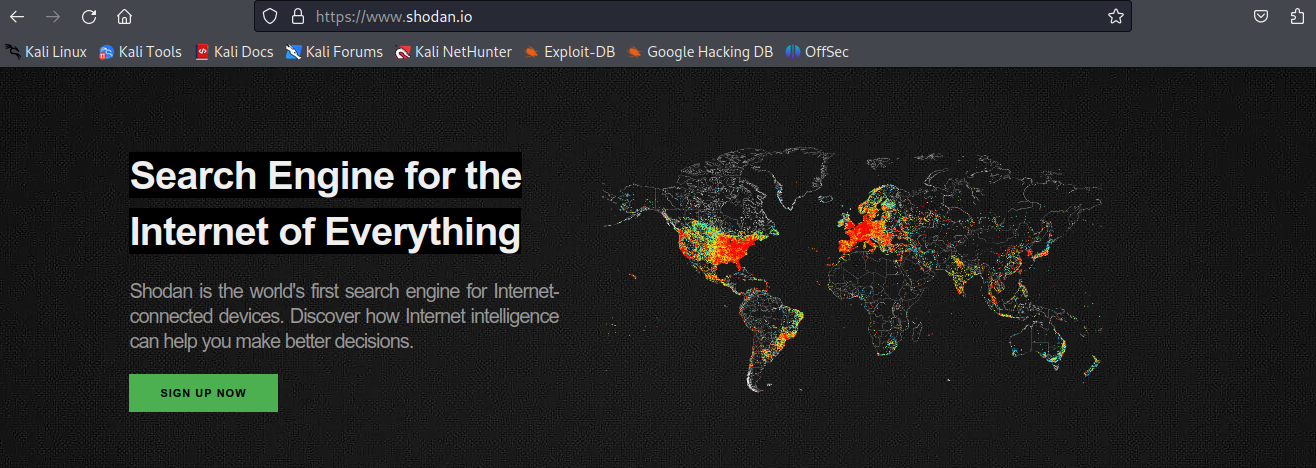 https://www.shodan.io
Kali Linux Kali Tools Kali Docs Kali Forums Kali NetHunter Exploit-DB Google Hacking DB OffSec
Search Engine for the
Internet of Everything
Shodan is the world's first search engine for Internet-
connected devices. Discover how Internet intelligence
can help you make better decisions.
SIGN UP NOW